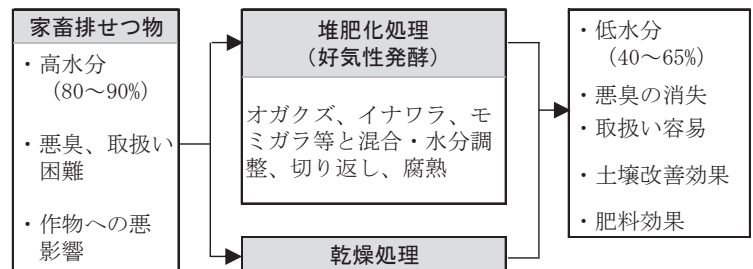 家畜排せつ物
・高水分
（80～90%）
・悪臭、取扱い
困難
・作物への悪
影響
堆肥化処理
（好気性発酵）
オガクズ、イナワラ、モ
ミガラ等と混合・水分調
整、切り返し、腐熟
乾燥処理
・低水分
（40～65%）
・悪臭の消失
・取扱い容易
・土壌改善効果
・肥料効果